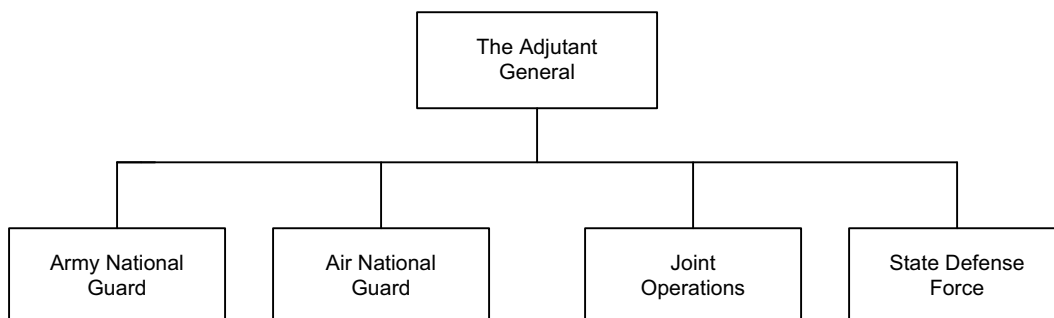 The Adjutant
General
Army National
Guard
Air National
Guard
Joint
Operations
State Defense
Force